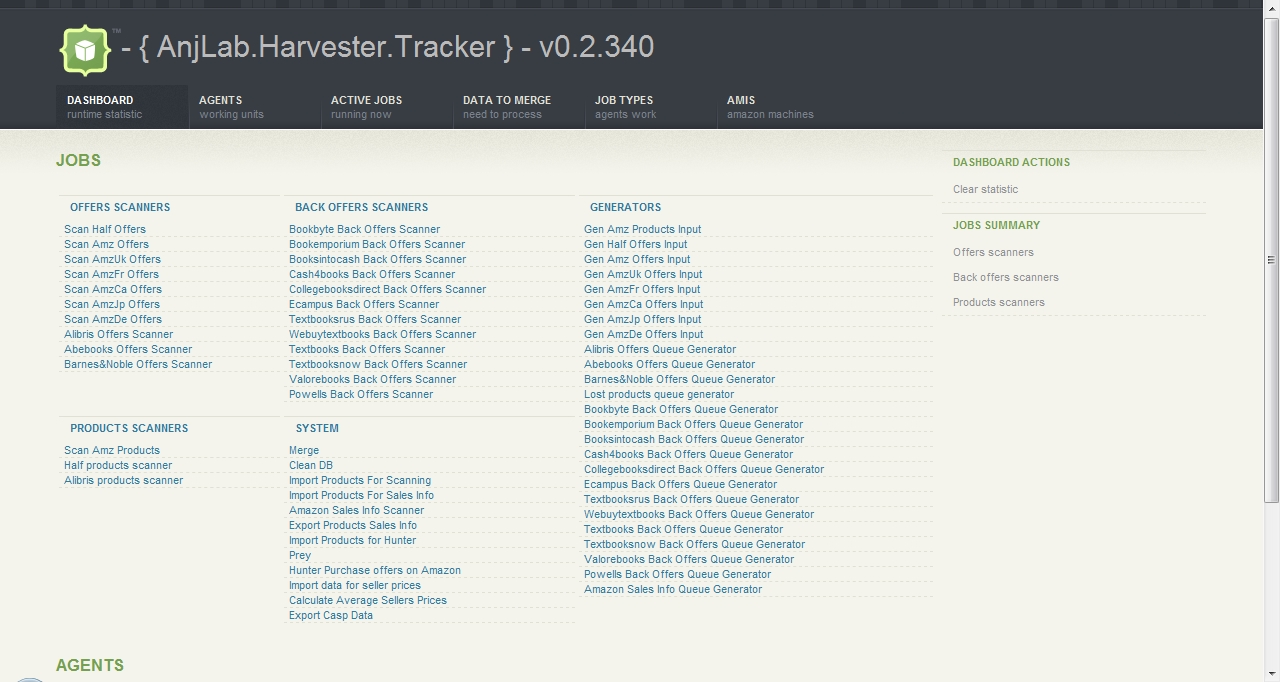 ™ - { AnjLab.Harvester.Tracker } - v0.2.340
DASHBOARD
runtime statistic
AGENTS
working units
ACTIVE JOBS
running now
DATA TO MERGE
need to process
JOB TYPES
agents work
AMIS
amazon machines
JOBS
OFFERS SCANNERS
Scan Half Offers
Scan Amz Offers
Scan AmzUk Offers
Scan AmzFr Offers
Scan AmzCa Offers
Scan AmzJp Offers
Scan AmzDe Offers
Alibris Offers Scanner
Abebooks Offers Scanner
Barnes&Noble Offers Scanner
BACK OFFERS SCANNERS
Bookbyte Back Offers Scanner
Bookemporium Back Offers Scanner
Booksintocash Back Offers Scanner
Cash4books Back Offers Scanner
Collegebooksdirect Back Offers Scanner
Ecampus Back Offers Scanner
Textbooksrus Back Offers Scanner
Webuytextbooks Back Offers Scanner
Textbooks Back Offers Scanner
Textbooksnow Back Offers Scanner
Valorebooks Back Offers Scanner
Powells Back Offers Scanner
GENERATORS
Gen Amz Products Input
Gen Half Offers Input
Gen Amz Offers Input
Gen AmzUk Offers Input
Gen AmzFr Offers Input
Gen AmzCa Offers Input
Gen AmzJp Offers Input
Gen AmzDe Offers Input
Alibris Offers Queue Generator
Abebooks Offers Queue Generator
Barnes&Noble Offers Queue Generator
Lost products queue generator
Bookbyte Back Offers Queue Generator
Bookemporium Back Offers Queue Generator
Booksintocash Back Offers Queue Generator
Cash4books Back Offers Queue Generator
Collegebooksdirect Back Offers Queue Generator
Ecampus Back Offers Queue Generator
Textbooksrus Back Offers Queue Generator
Webuytextbooks Back Offers Queue Generator
Textbooks Back Offers Queue Generator
Textbooksnow Back Offers Queue Generator
Valorebooks Back Offers Queue Generator
Powells Back Offers Queue Generator
Amazon Sales Info Queue Generator
PRODUCTS SCANNERS
Scan Amz Products
Half products scanner
Alibris products scanner
SYSTEM
Merge
Clean DB
Import Products For Scanning
Import Products For Sales Info
Amazon Sales Info Scanner
Export Products Sales Info
Import Products for Hunter
Prey
Hunter Purchase offers on Amazon
Import data for seller prices
Calculate Average Sellers Prices
Export Casp Data
DASHBOARD ACTIONS
Clear statistic
JOBS SUMMARY
Offers scanners
Back offers scanners
Products scanners
AGENTS